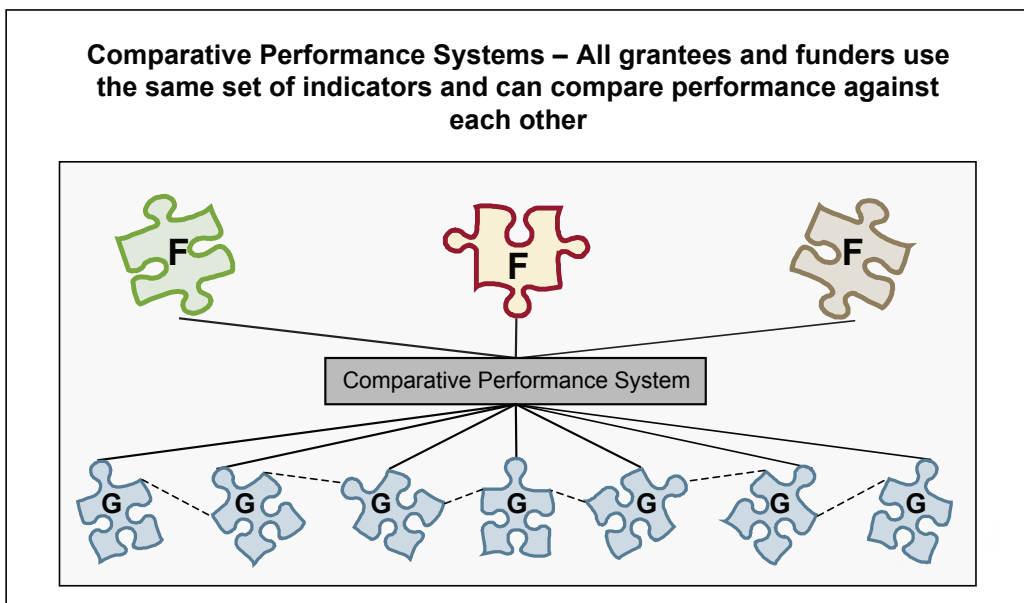 Comparative Performance Systems – All grantees and funders use
the same set of indicators and can compare performance against
each other
F
F
F
Comparative Performance System
G
G
G
G
G
G
G